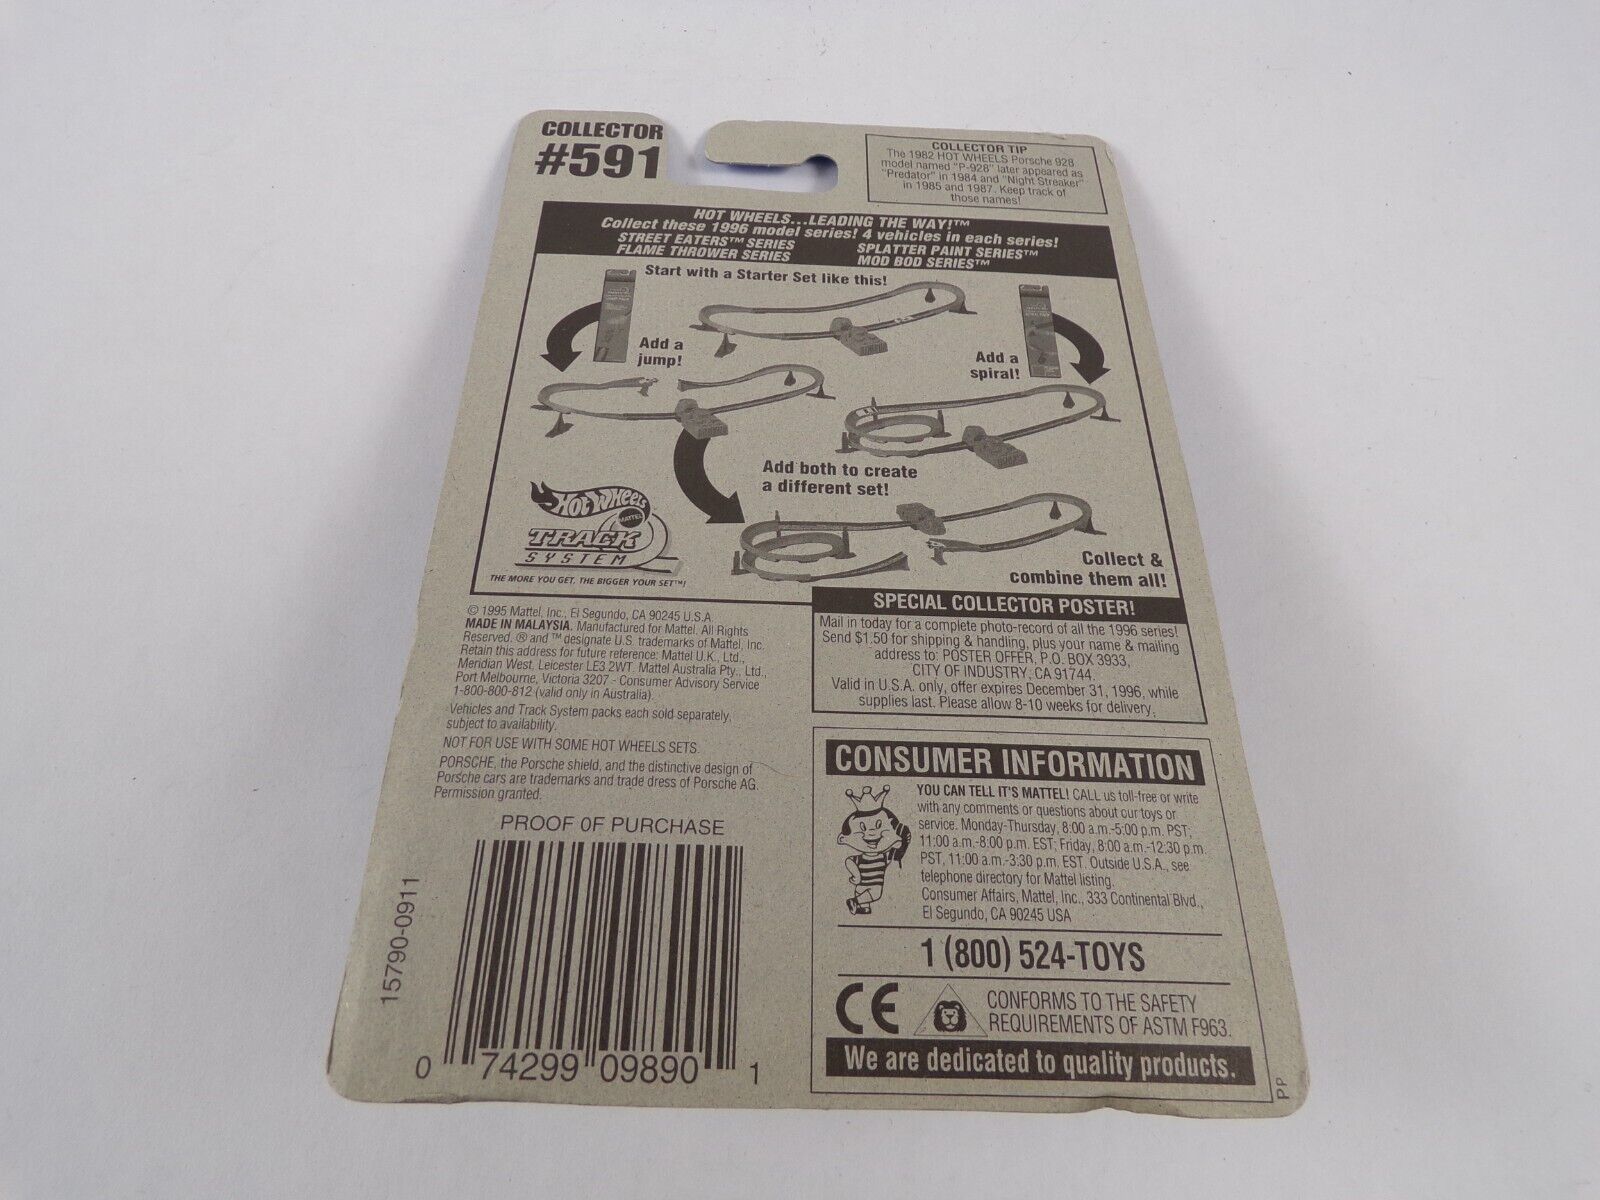 COLLECTOR
#591
COLLECTOR TIP
The 1982 HOT WHEELS Porsche 928
model named "P-928" later appeared as
"Predator" in 1984 and "Night Streaker"
in 1985 and 1987. Keep track of
those names!
HOT WHEELS...LEADING THE WAY!™
Collect these 1996 model series! 4 vehicles in each series!
STREET EATERS™ SERIES
FLAME THROWER SERIES
SPLATTER PAINT SERIES™
MOD BOD SERIES™
Start with a Starter Set like this!
Add a
jump!
Add a
spiral!
Add both to create
a different set!
Hot Wheels
MATTEL
TRACK
SYSTEM
THE MORE YOU GET, THE BIGGER YOUR SET™!
Collect &
combine them all!
© 1995 Mattel, Inc., El Segundo, CA 90245 U.S.A.
MADE IN MALAYSIA. Manufactured for Mattel. All Rights
Reserved. ® and ™ designate U.S. trademarks of Mattel, Inc.
Retain this address for future reference: Mattel U.K., Ltd.,
Meridian West, Leicester LE3 2WT. Mattel Australia Pty., Ltd.,
Port Melbourne, Victoria 3207 - Consumer Advisory Service
1-800-800-812 (valid only in Australia).
Vehicles and Track System packs each sold separately,
subject to availability.
NOT FOR USE WITH SOME HOT WHEELS SETS.
PORSCHE, the Porsche shield, and the distinctive design of
Porsche cars are trademarks and trade dress of Porsche AG.
Permission granted.
SPECIAL COLLECTOR POSTER!
Mail in today for a complete photo-record of all the 1996 series!
Send $1.50 for shipping & handling, plus your name & mailing
address to: POSTER OFFER, P.O. BOX 3933,
CITY OF INDUSTRY, CA 91744.
Valid in U.S.A. only, offer expires December 31, 1996, while
supplies last. Please allow 8-10 weeks for delivery.
PROOF OF PURCHASE
15790-0911
0 74299 09890 1
CONSUMER INFORMATION
YOU CAN TELL IT'S MATTEL! CALL us toll-free or write
with any comments or questions about our toys or
service. Monday-Thursday, 8:00 a.m.-5:00 p.m. PST;
11:00 a.m.-8:00 p.m. EST; Friday, 8:00 a.m.-12:30 p.m.
PST, 11:00 a.m.-3:30 p.m. EST. Outside U.S.A., see
telephone directory for Mattel listing.
Consumer Affairs, Mattel, Inc., 333 Continental Blvd.,
El Segundo, CA 90245 USA
1 (800) 524-TOYS
CE
CONFORMS TO THE SAFETY
REQUIREMENTS OF ASTM F963.
We are dedicated to quality products.
PP